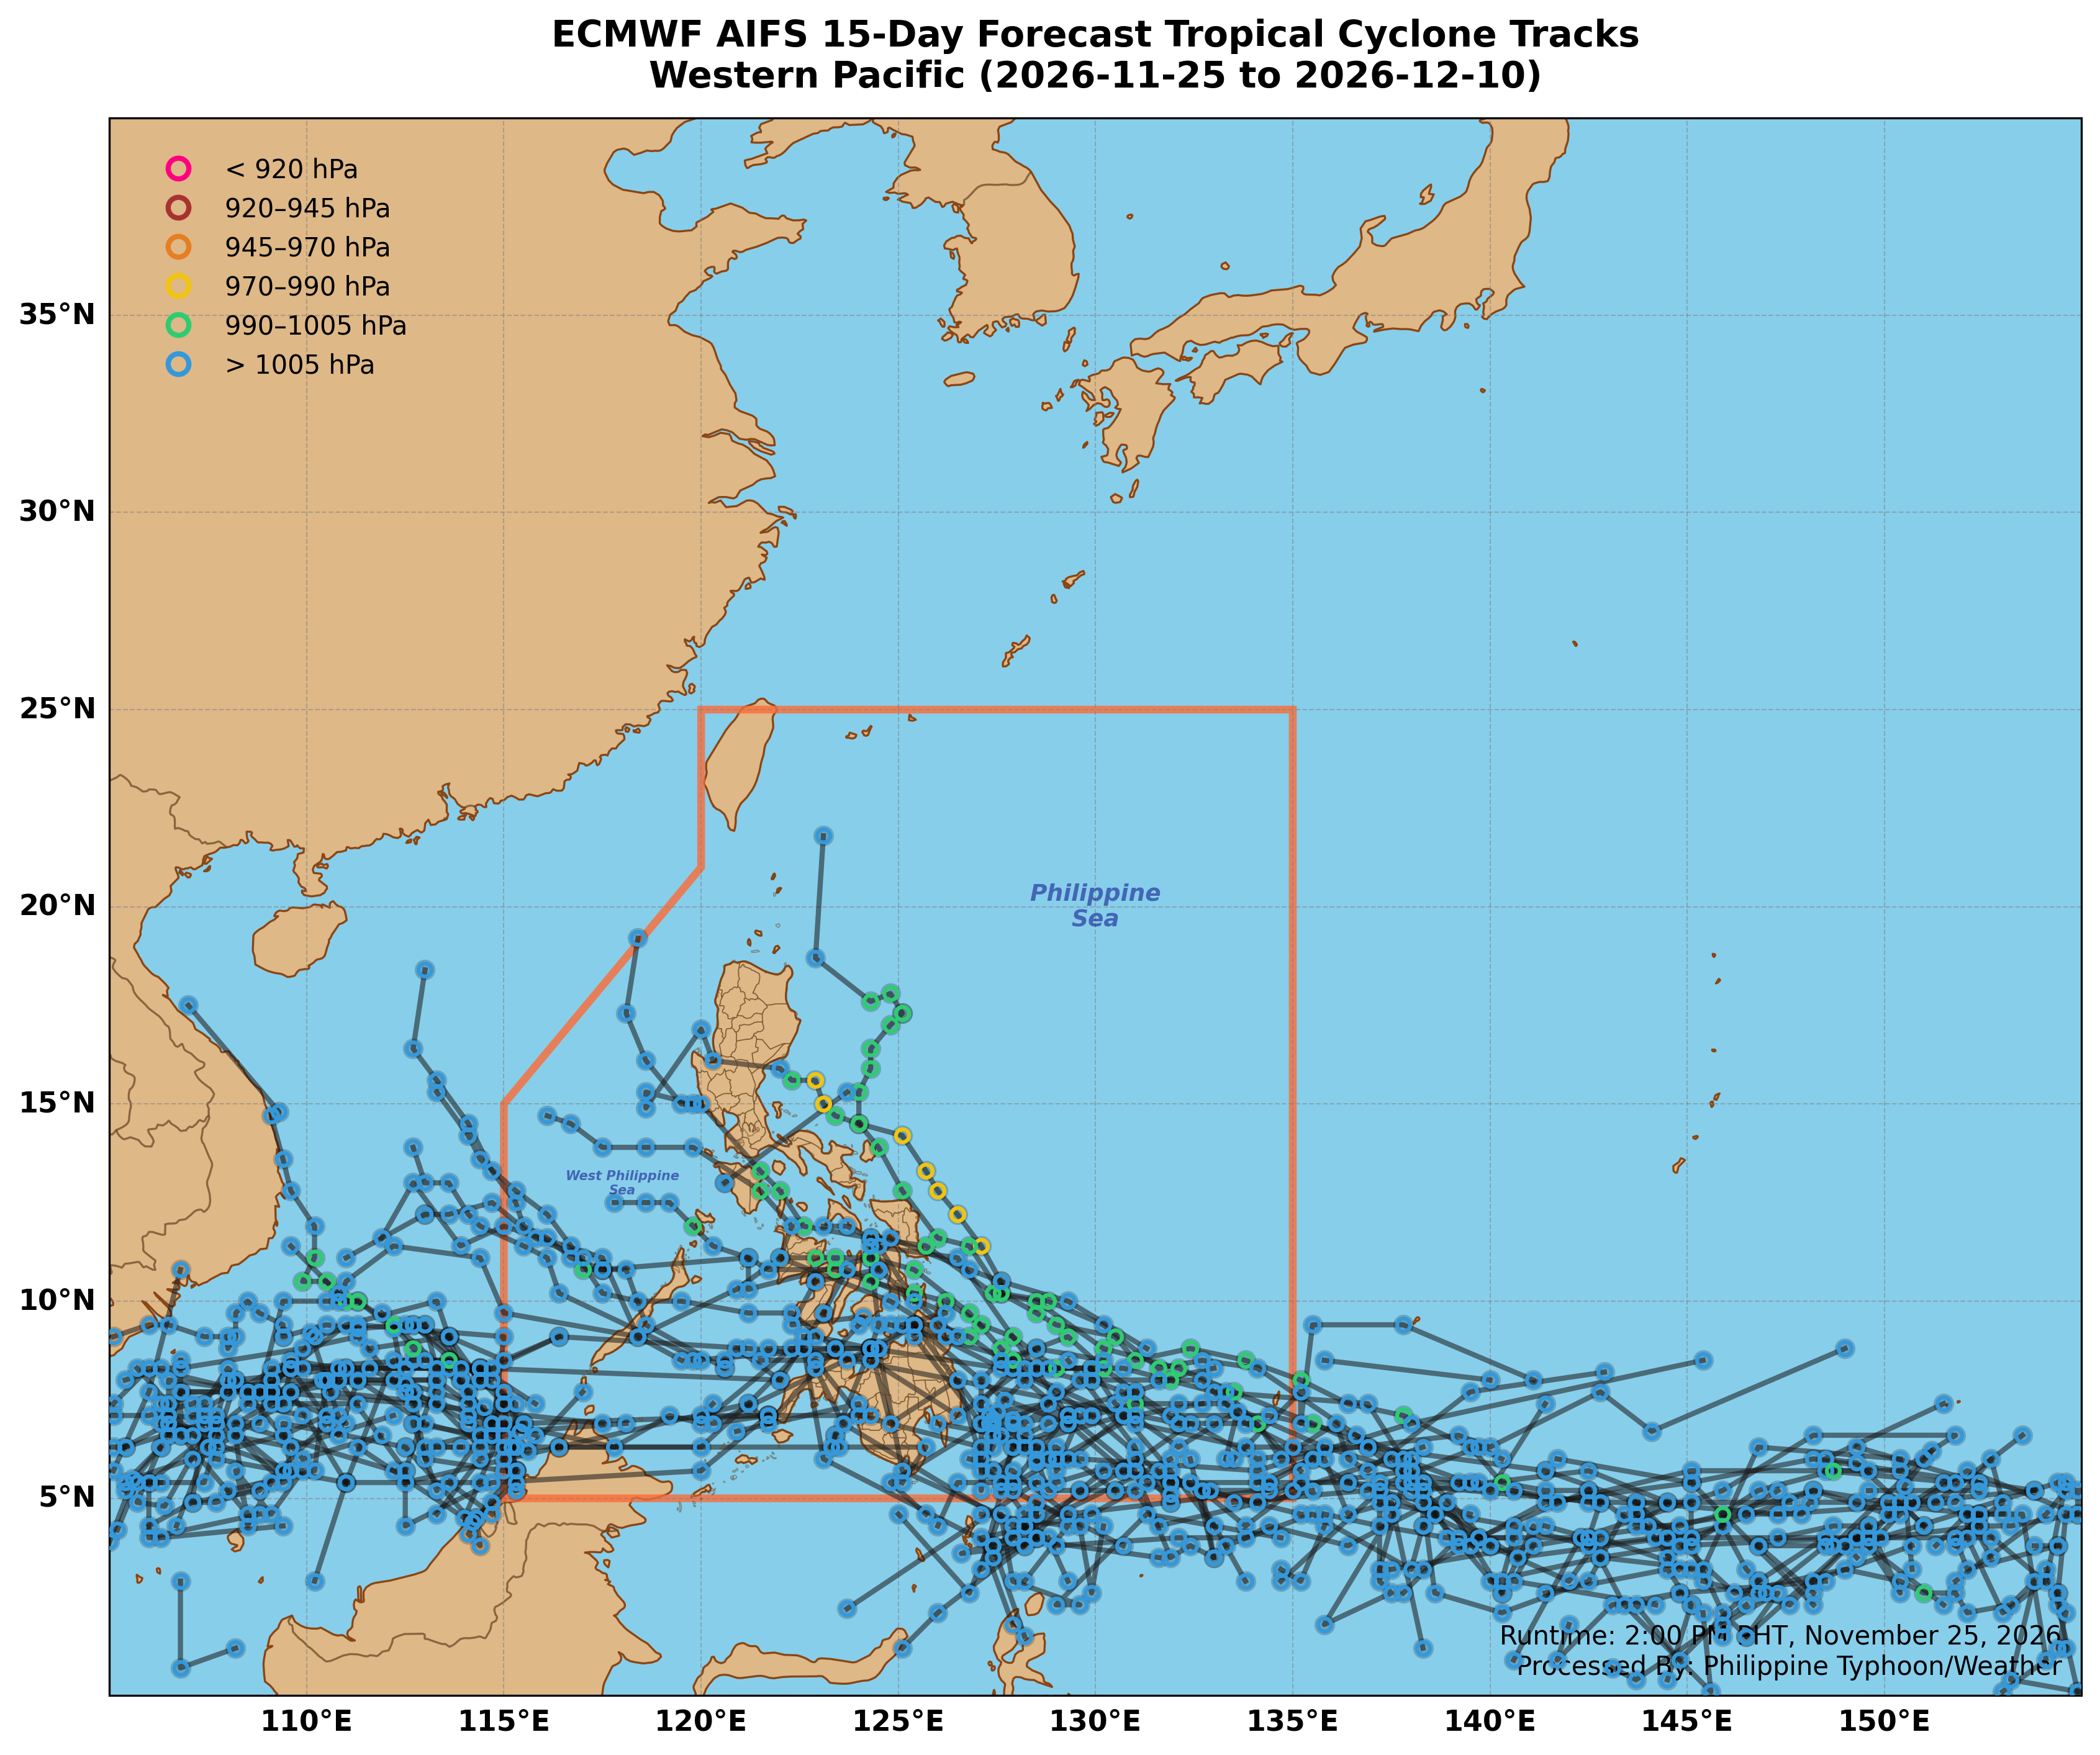 ECMWF AIFS 15-Day Forecast Tropical Cyclone Tracks
Western Pacific (2026-11-25 to 2026-12-10)
< 920 hPa
920–945 hPa
945–970 hPa
970–990 hPa
990–1005 hPa
> 1005 hPa
35°N
30°N
25°N
20°N
15°N
10°N
5°N
Philippine
Sea
West Philippine
Sea
Runtime: 2:00 PM PHT, November 25, 2026
Processed By: Philippine Typhoon/Weather
110°E
115°E
120°E
125°E
130°E
135°E
140°E
145°E
150°E